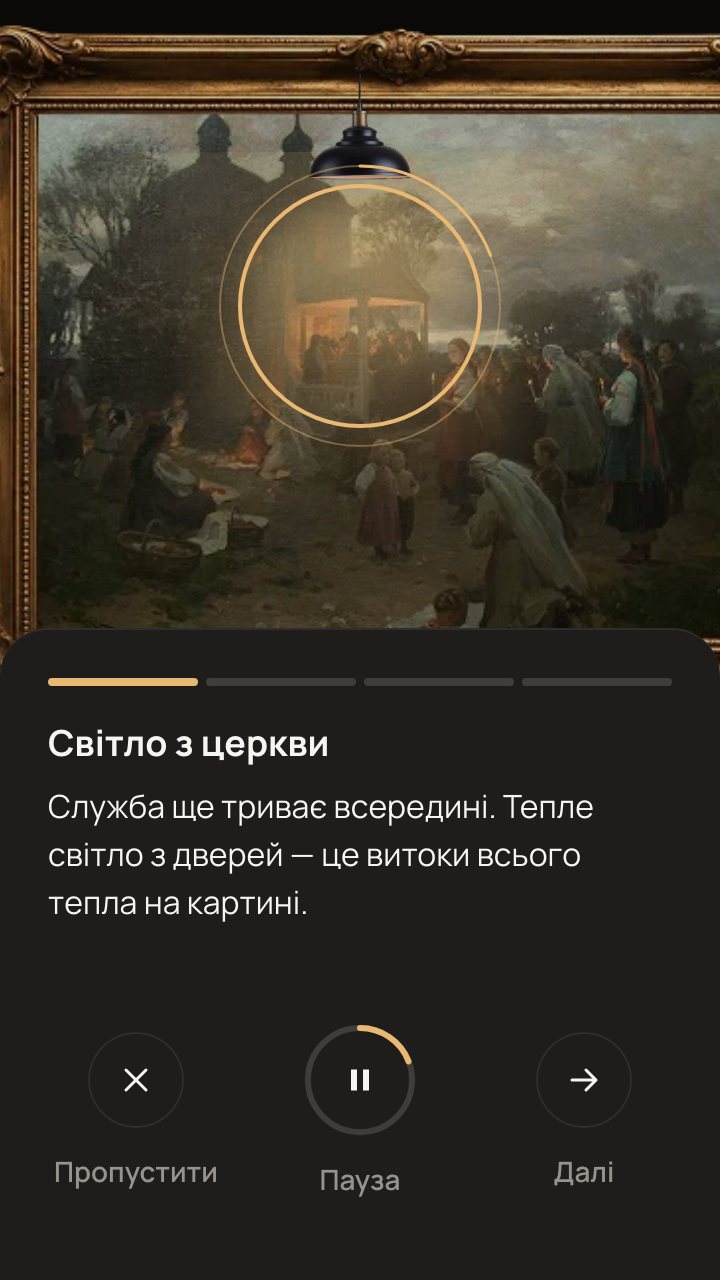 Світло з церкви
Служба ще триває всередині. Тепле
світло з дверей — це витоки всього
тепла на картині.
Пропустити
Пауза
Далі